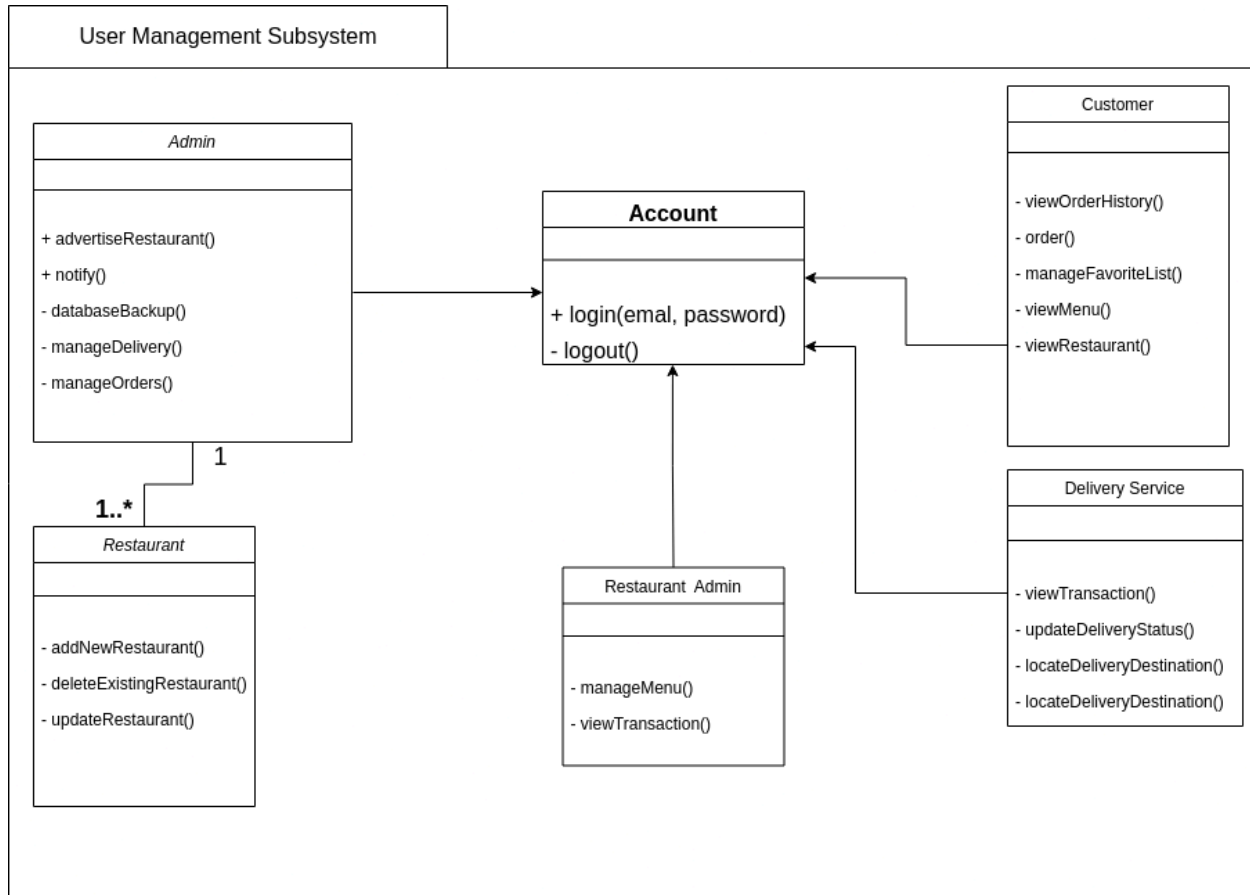 User Management Subsystem
Admin
+ advertiseRestaurant()
+ notify()
- databaseBackup()
- manageDelivery()
- manageOrders()
1
1..*
Restaurant
- addNewRestaurant()
- deleteExistingRestaurant()
- updateRestaurant()
Account
+ login(emal, password)
- logout()
Restaurant Admin
- manageMenu()
- viewTransaction()
Customer
- viewOrderHistory()
- order()
- manageFavoriteList()
- viewMenu()
- viewRestaurant()
Delivery Service
- viewTransaction()
- updateDeliveryStatus()
- locateDeliveryDestination()
- locateDeliveryDestination()